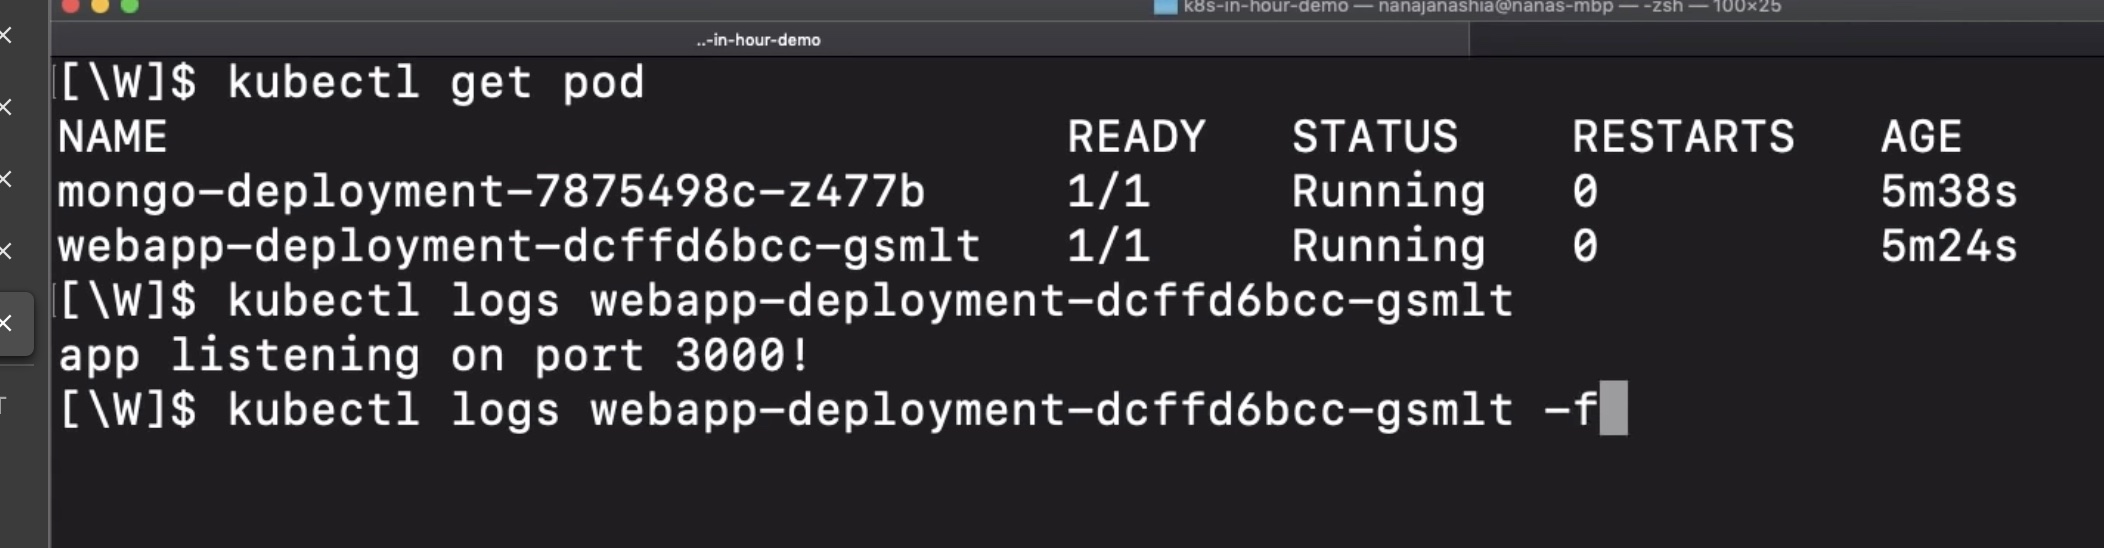 k8s-in-hour-demo — nanajanashia@nanas-mbp — -zsh — 100×25
..-in-hour-demo
[\W]$ kubectl get pod
NAME READY STATUS RESTARTS AGE
mongo-deployment-7875498c-z477b 1/1 Running 0 5m38s
webapp-deployment-dcffd6bcc-gsmlt 1/1 Running 0 5m24s
[\W]$ kubectl logs webapp-deployment-dcffd6bcc-gsmlt
app listening on port 3000!
[\W]$ kubectl logs webapp-deployment-dcffd6bcc-gsmlt -f